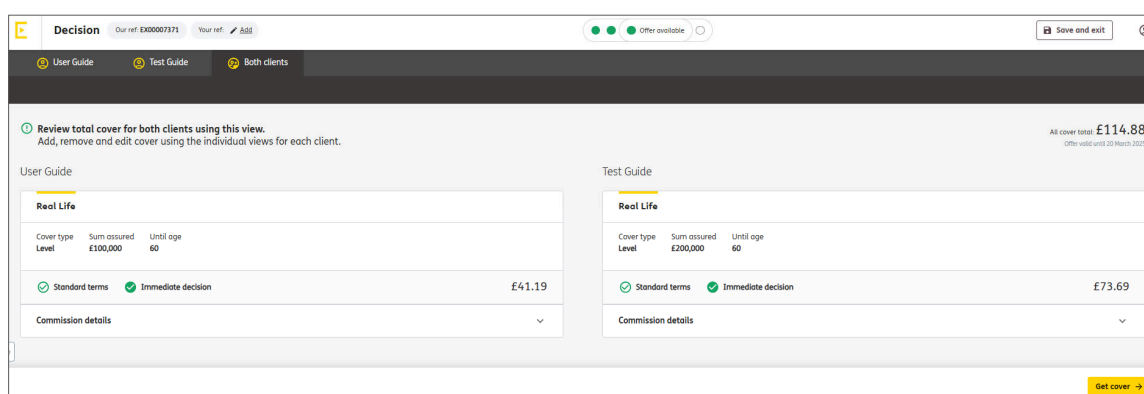 Decision Our ref: EX00007371 Your ref: Add Offer available Save and exit
User Guide Test Guide Both clients
Review total cover for both clients using this view.
Add, remove and edit cover using the individual views for each client.
All cover total: £114.88
Offer valid until 20 March 2025
User Guide
Real Life
Cover type Sum assured Until age
Level £100,000 60
Standard terms Immediate decision £41.19
Commission details
Test Guide
Real Life
Cover type Sum assured Until age
Level £200,000 60
Standard terms Immediate decision £73.69
Commission details
Get cover →